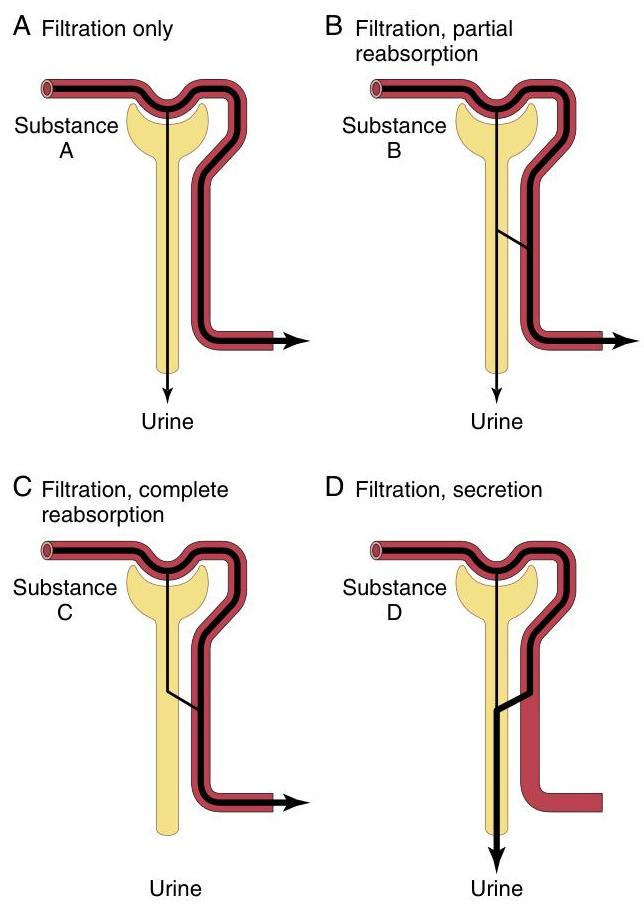 A Filtration only
Substance
A
Urine
B Filtration, partial
reabsorption
Substance
B
Urine
C Filtration, complete
reabsorption
Substance
C
Urine
D Filtration, secretion
Substance
D
Urine